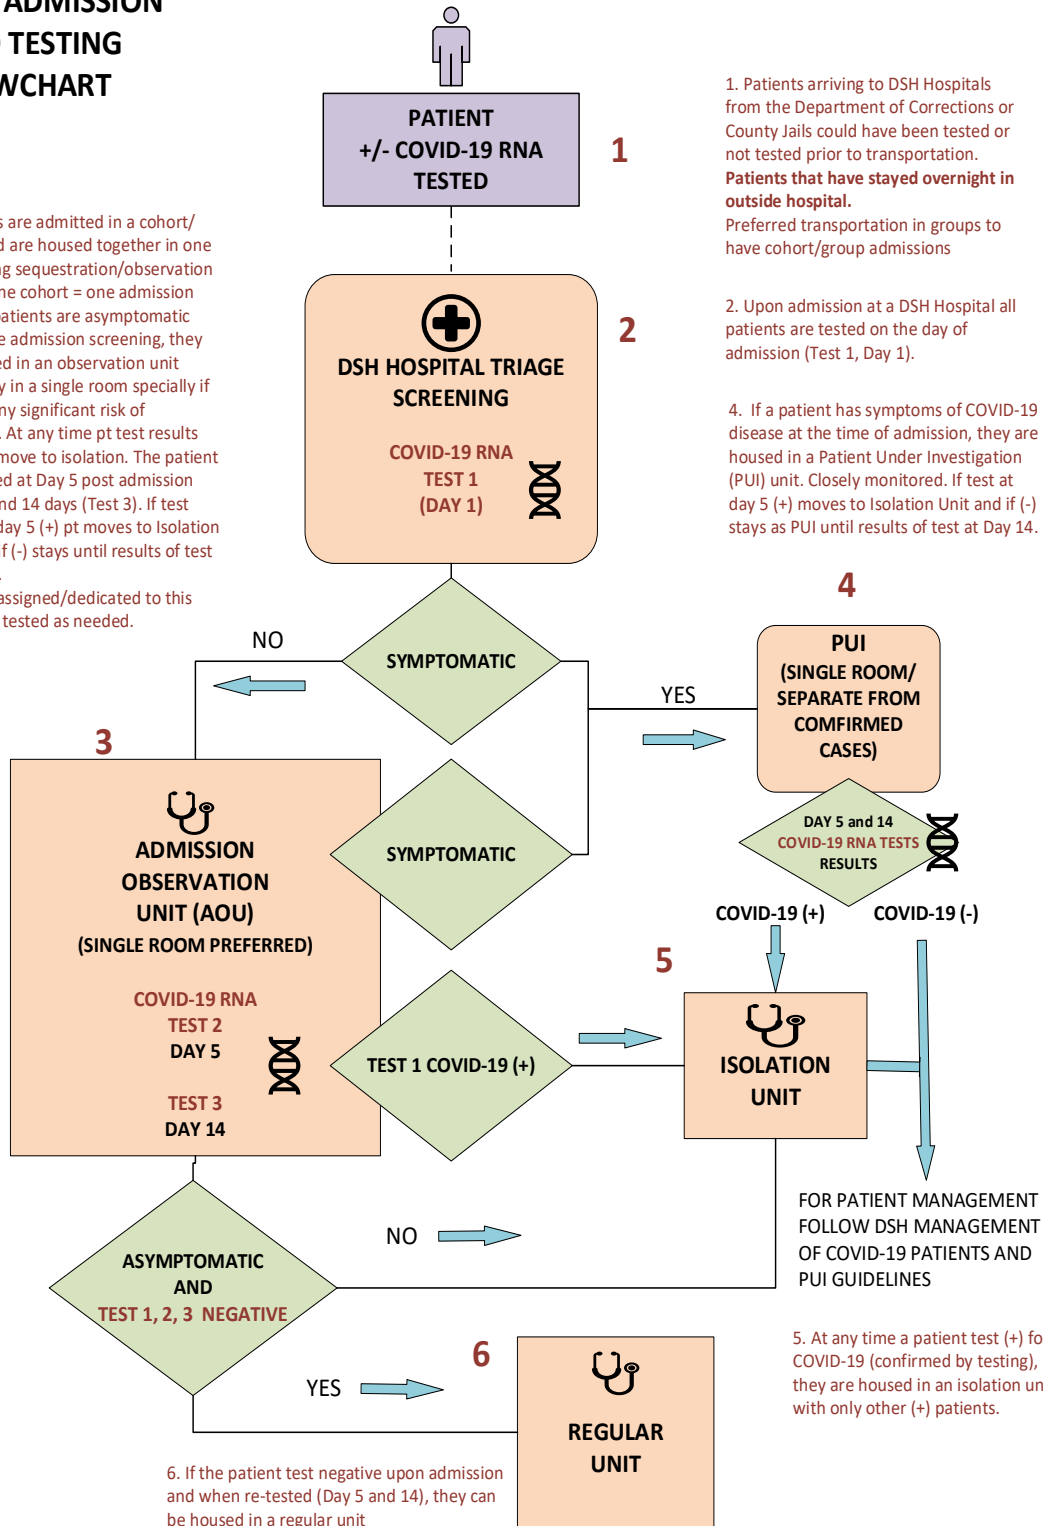 ADMISSION
TESTING
PATIENT
+/- COVID-19 RNA
TESTED
1
1. Patients arriving to DSH Hospitals
from the Department of Corrections or
County Jails could have been tested or
not tested prior to transportation.
Patients that have stayed overnight in
outside hospital.
Preferred transportation in groups to
have cohort/group admissions
are admitted in a cohort/
are housed together in one
sequestration/observation
cohort = one admission
patients are asymptomatic
admission screening, they
in an observation unit
in a single room specially if
significant risk of
At any time pt test results
move to isolation. The patient
at Day 5 post admission
14 days (Test 3). If test
day 5 (+) pt moves to Isolation
if (-) stays until results of test
assigned/dedicated to this
tested as needed.
2
DSH HOSPITAL TRIAGE
SCREENING
COVID-19 RNA
TEST 1
(DAY 1)
2. Upon admission at a DSH Hospital all
patients are tested on the day of
admission (Test 1, Day 1).
4. If a patient has symptoms of COVID-19
disease at the time of admission, they are
housed in a Patient Under Investigation
(PUI) unit. Closely monitored. If test at
day 5 (+) moves to Isolation Unit and if (-)
stays as PUI until results of test at Day 14.
NO
SYMPTOMATIC
YES
4
PUI
(SINGLE ROOM/
SEPARATE FROM
COMFIRMED
CASES)
3
ADMISSION
OBSERVATION
UNIT (AOU)
(SINGLE ROOM PREFERRED)
COVID-19 RNA
TEST 2
DAY 5
TEST 3
DAY 14
SYMPTOMATIC
DAY 5 and 14
COVID-19 RNA TESTS
RESULTS
COVID-19 (+)
COVID-19 (-)
TEST 1 COVID-19 (+)
5
ISOLATION
UNIT
NO
FOR PATIENT MANAGEMENT
FOLLOW DSH MANAGEMENT
OF COVID-19 PATIENTS AND
PUI GUIDELINES
ASYMPTOMATIC
AND
TEST 1, 2, 3 NEGATIVE
5. At any time a patient test (+)
COVID-19 (confirmed by testing),
they are housed in an isolation
with only other (+) patients.
YES
6
REGULAR
UNIT
6. If the patient test negative upon admission
and when re-tested (Day 5 and 14), they can
be housed in a regular unit